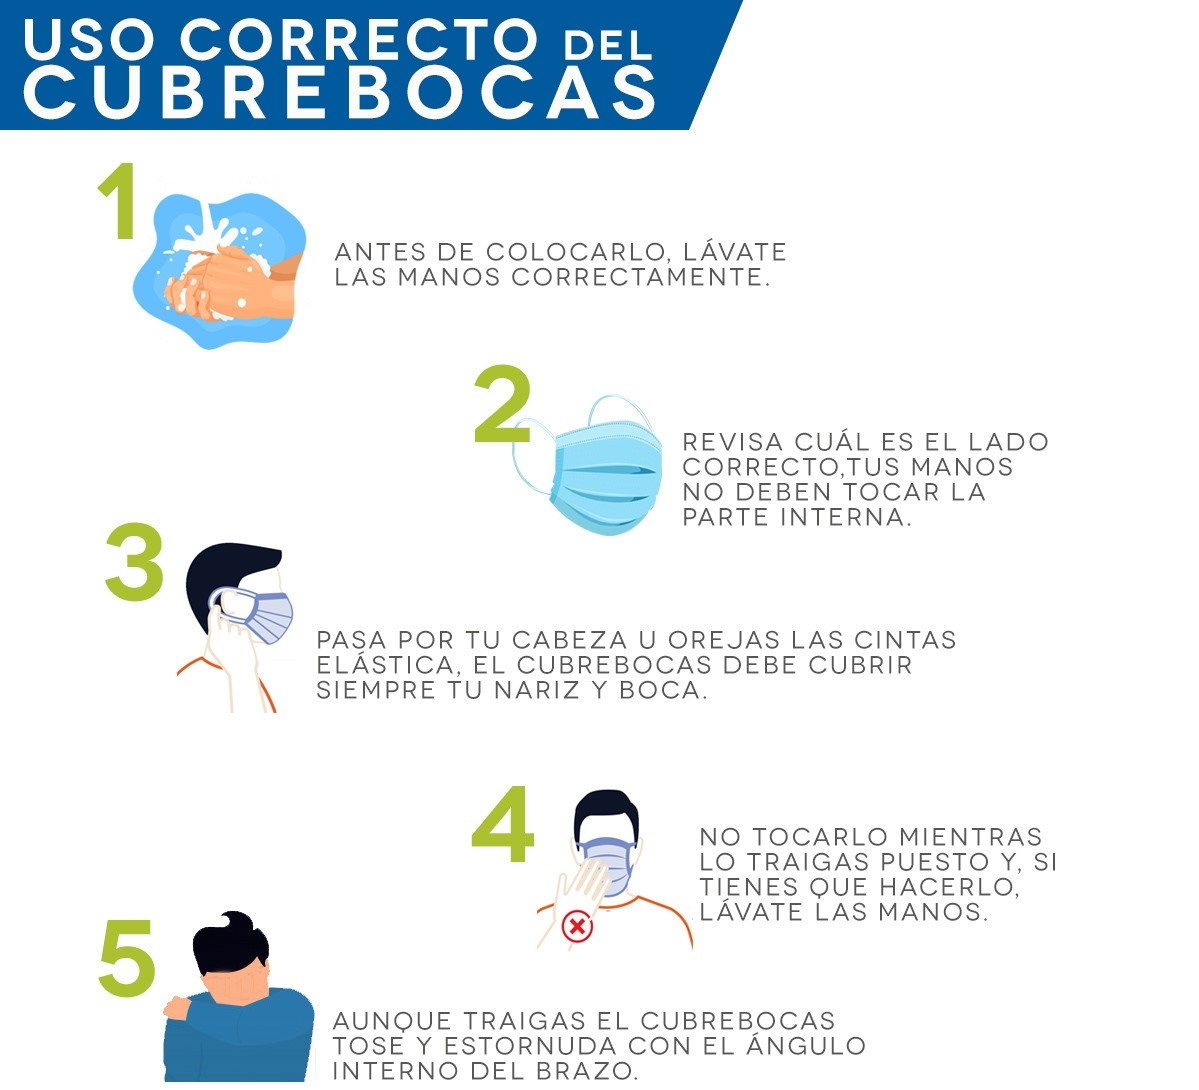 USO CORRECTO DEL
CUBREBOCAS
1
ANTES DE COLOCARLO, LÁVATE
LAS MANOS CORRECTAMENTE.
2
REVISA CUÁL ES EL LADO
CORRECTO,TUS MANOS
NO DEBEN TOCAR LA
PARTE INTERNA.
3
PASA POR TU CABEZA U OREJAS LAS CINTAS
ELÁSTICA, EL CUBREBOCAS DEBE CUBRIR
SIEMPRE TU NARIZ Y BOCA.
4
NO TOCARLO MIENTRAS
LO TRAIGAS PUESTO Y, SI
TIENES QUE HACERLO,
LÁVATE LAS MANOS.
5
AUNQUE TRAIGAS EL CUBREBOCAS
TOSE Y ESTORNUDA CON EL ÁNGULO
INTERNO DEL BRAZO.